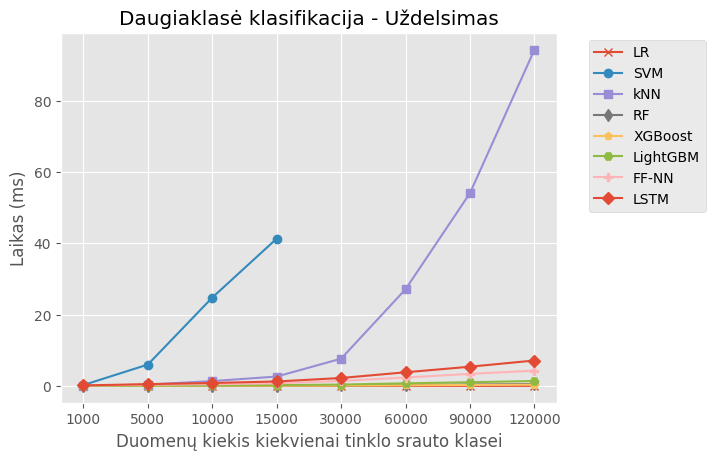 Daugiaklasė klasifikacija - Uždelsimas
Laikas (ms)
80
60
40
20
0
1000 5000 10000 15000 30000 60000 90000 120000
Duomenų kiekis kiekvienai tinklo srauto klasei
LR
SVM
kNN
RF
XGBoost
LightGBM
FF-NN
LSTM